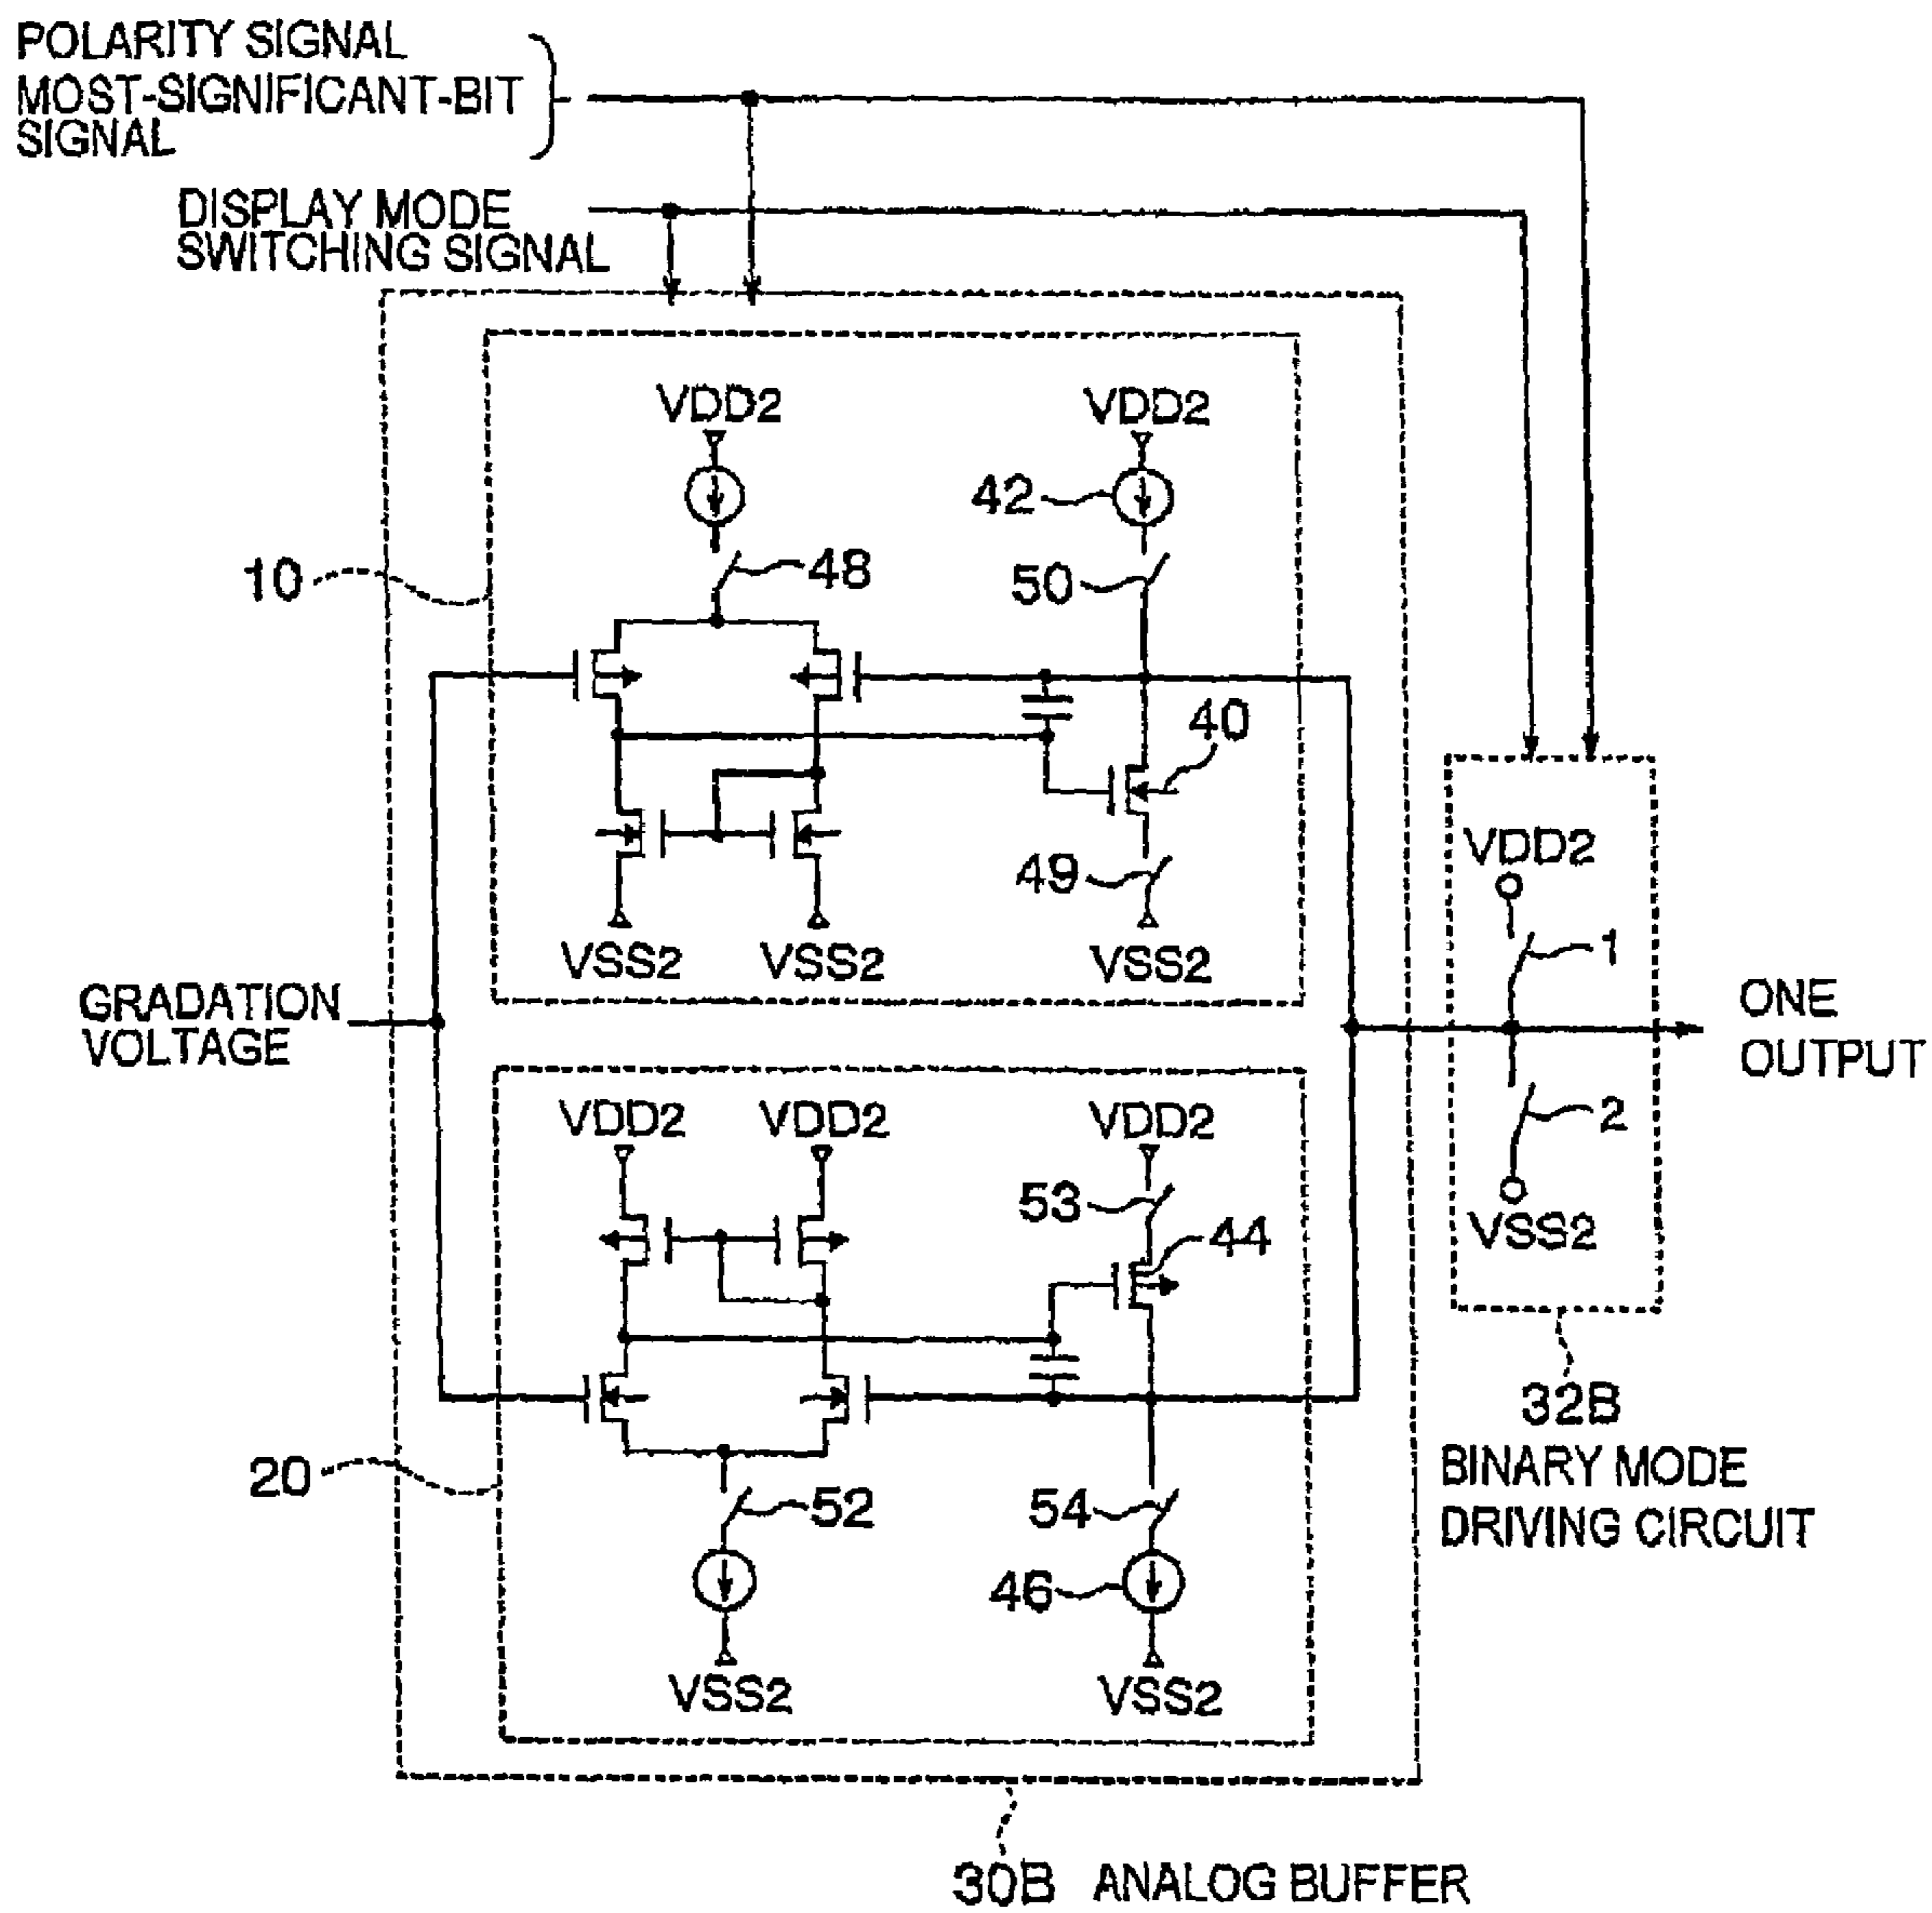 POLARITY SIGNAL
MOST-SIGNIFICANT-BIT
SIGNAL
DISPLAY MODE
SWITCHING SIGNAL
VDD2
VDD2
42
10
48
50
40
49
VDD2
1
VSS2
VSS2
VSS2
GRADATION
VOLTAGE
ONE
OUTPUT
VDD2
VDD2
VDD2
2
53
44
VSS2
32B
BINARY MODE
DRIVING CIRCUIT
20
52
54
46
VSS2
VSS2
30B ANALOG BUFFER